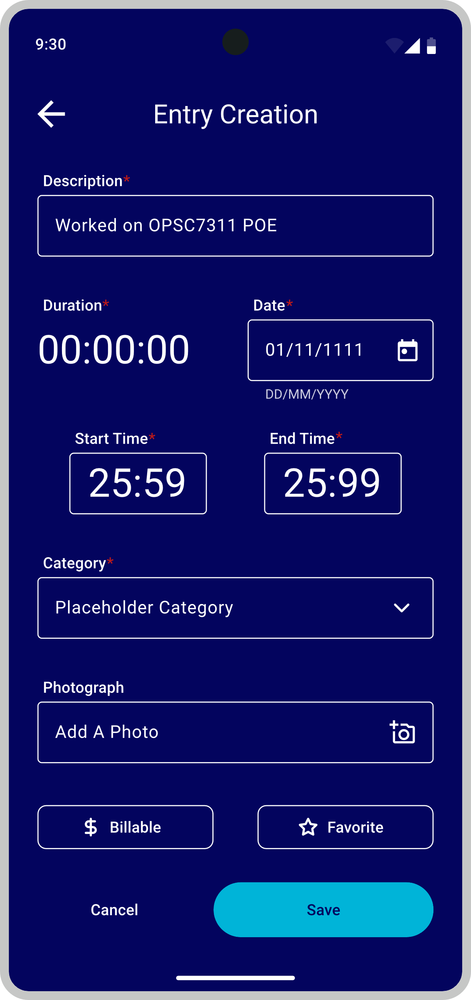 9:30
Entry Creation
Description*
Worked on OPSC7311 POE
Duration*
Date*
00:00:00
01/11/1111
DD/MM/YYYY
Start Time*
End Time*
25:59
25:99
Category*
Placeholder Category
Photograph
Add A Photo
Billable
Favorite
Cancel
Save